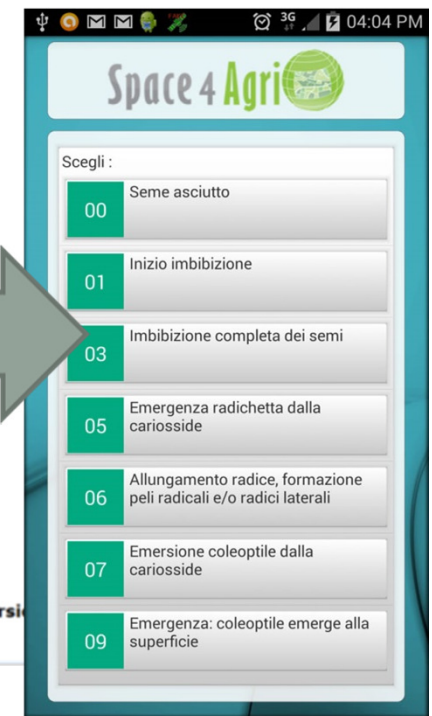 3G 04:04 PM
Space 4 Agri
Scegli :
00
Seme asciutto
01
Inizio imbibizione
03
Imbibizione completa dei semi
05
Emergenza radichetta dalla
cariosside
06
Allungamento radice, formazione
peli radicali e/o radici laterali
07
Emersione coleoptile dalla
cariosside
09
Emergenza: coleoptile emerge alla
superficie